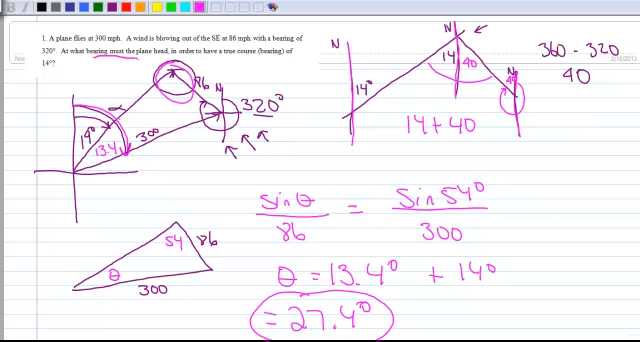 1. A plane flies at 300 mph.  A wind is blowing out of the SE at 86 mph with a bearing of
320°.  At what bearing must the plane head, in order to have a true course (bearing) of
14°?
2/18/2013
N
86
N
320°
α
14°
13.4
300
N
N
14°
14
40
N
40
14 + 40
360 - 320
40
sin θ / 86 = sin 54° / 300
54
86
θ
300
θ = 13.4° + 14°
= 27.4°